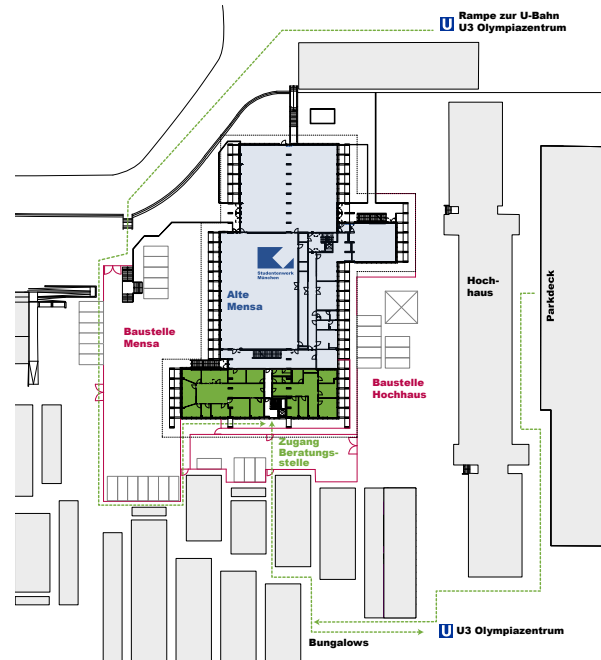 U
Rampe zur U-Bahn
U3 Olympiazentrum
Studentenwerk
München
Alte
Mensa
Hoch-
haus
Parkdeck
Baustelle
Mensa
Baustelle
Hochhaus
Zugang
Beratungs-
stelle
Bungalows
U U3 Olympiazentrum